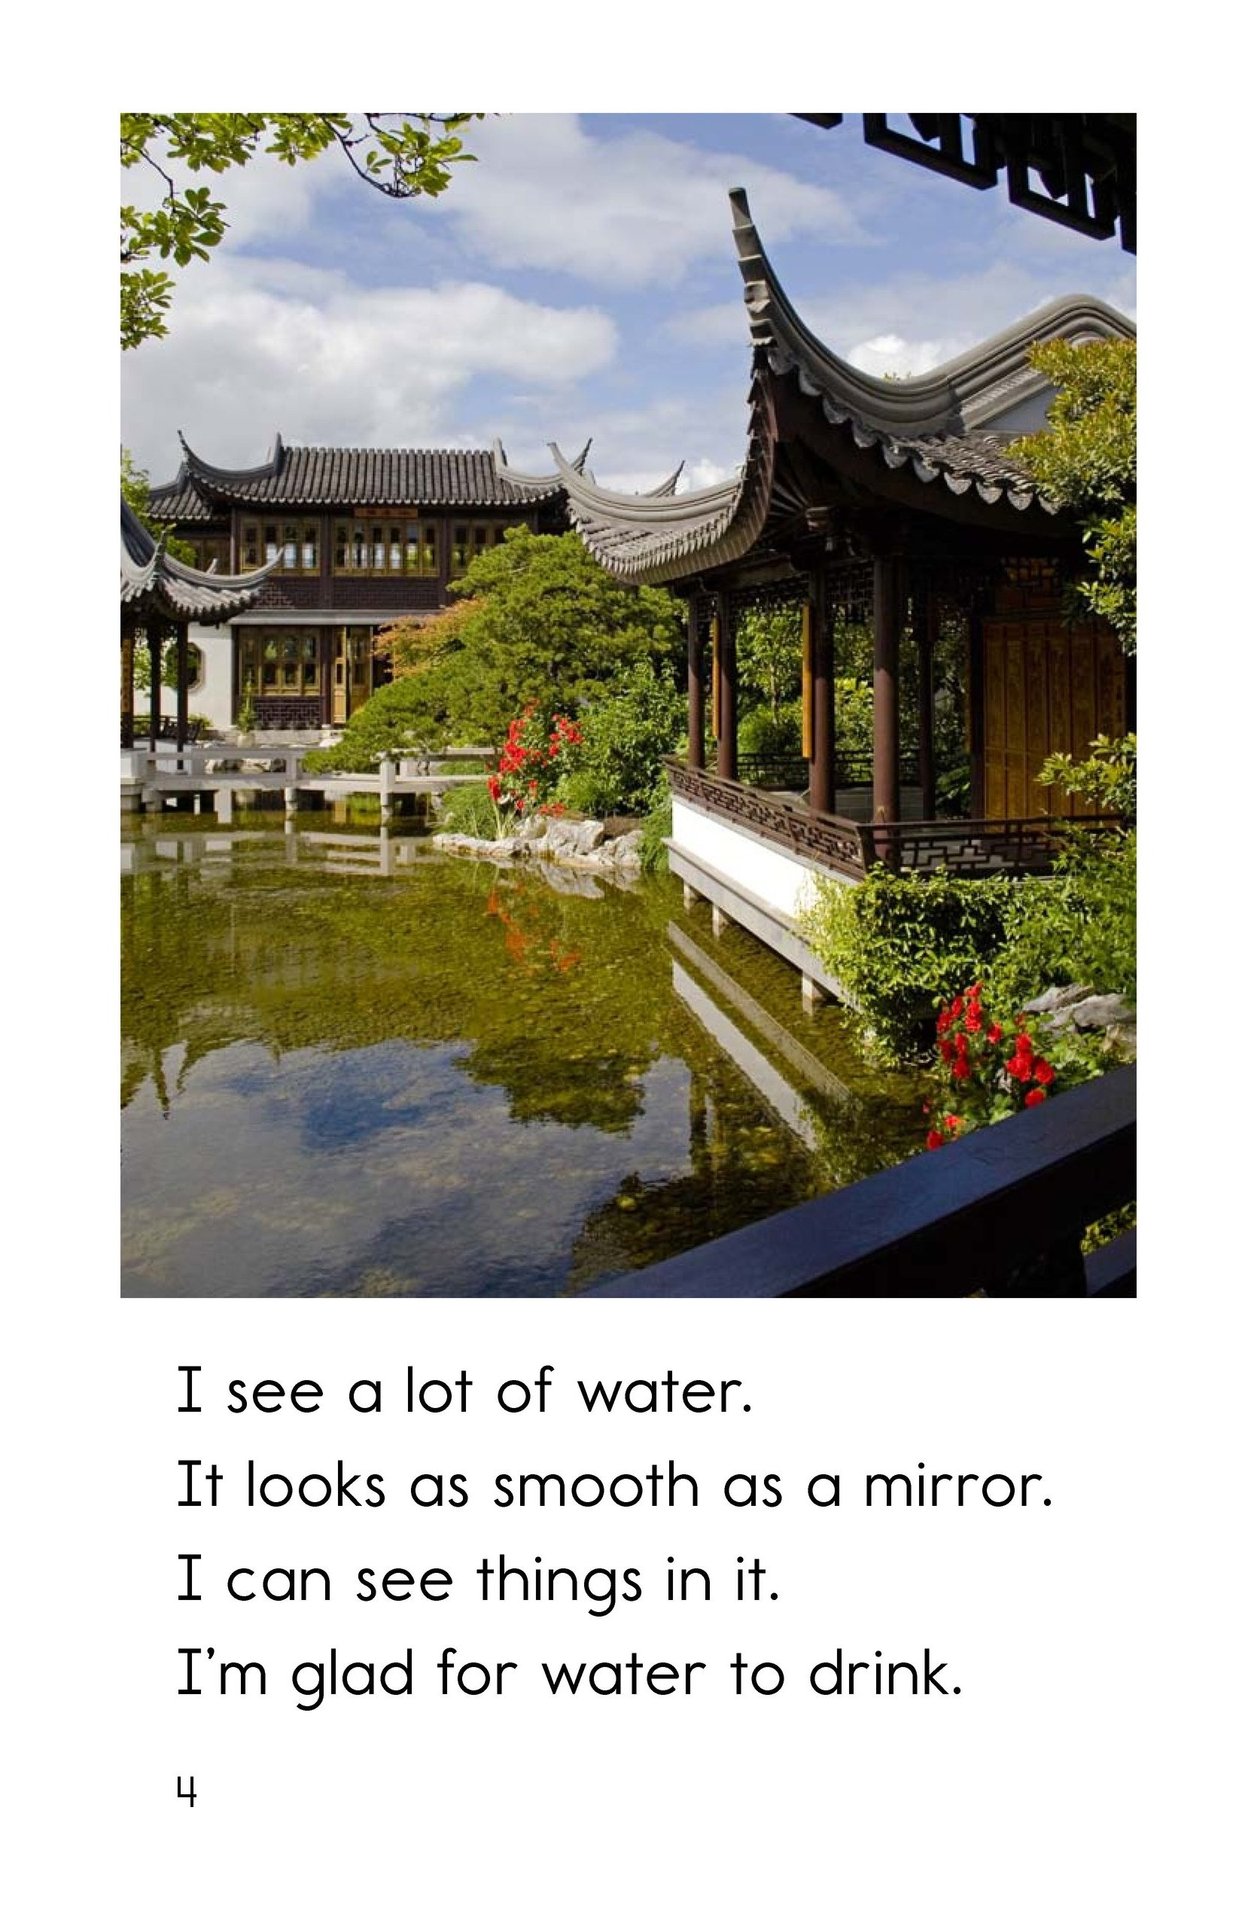 I see a lot of water.
It looks as smooth as a mirror.
I can see things in it.
I'm glad for water to drink.
4